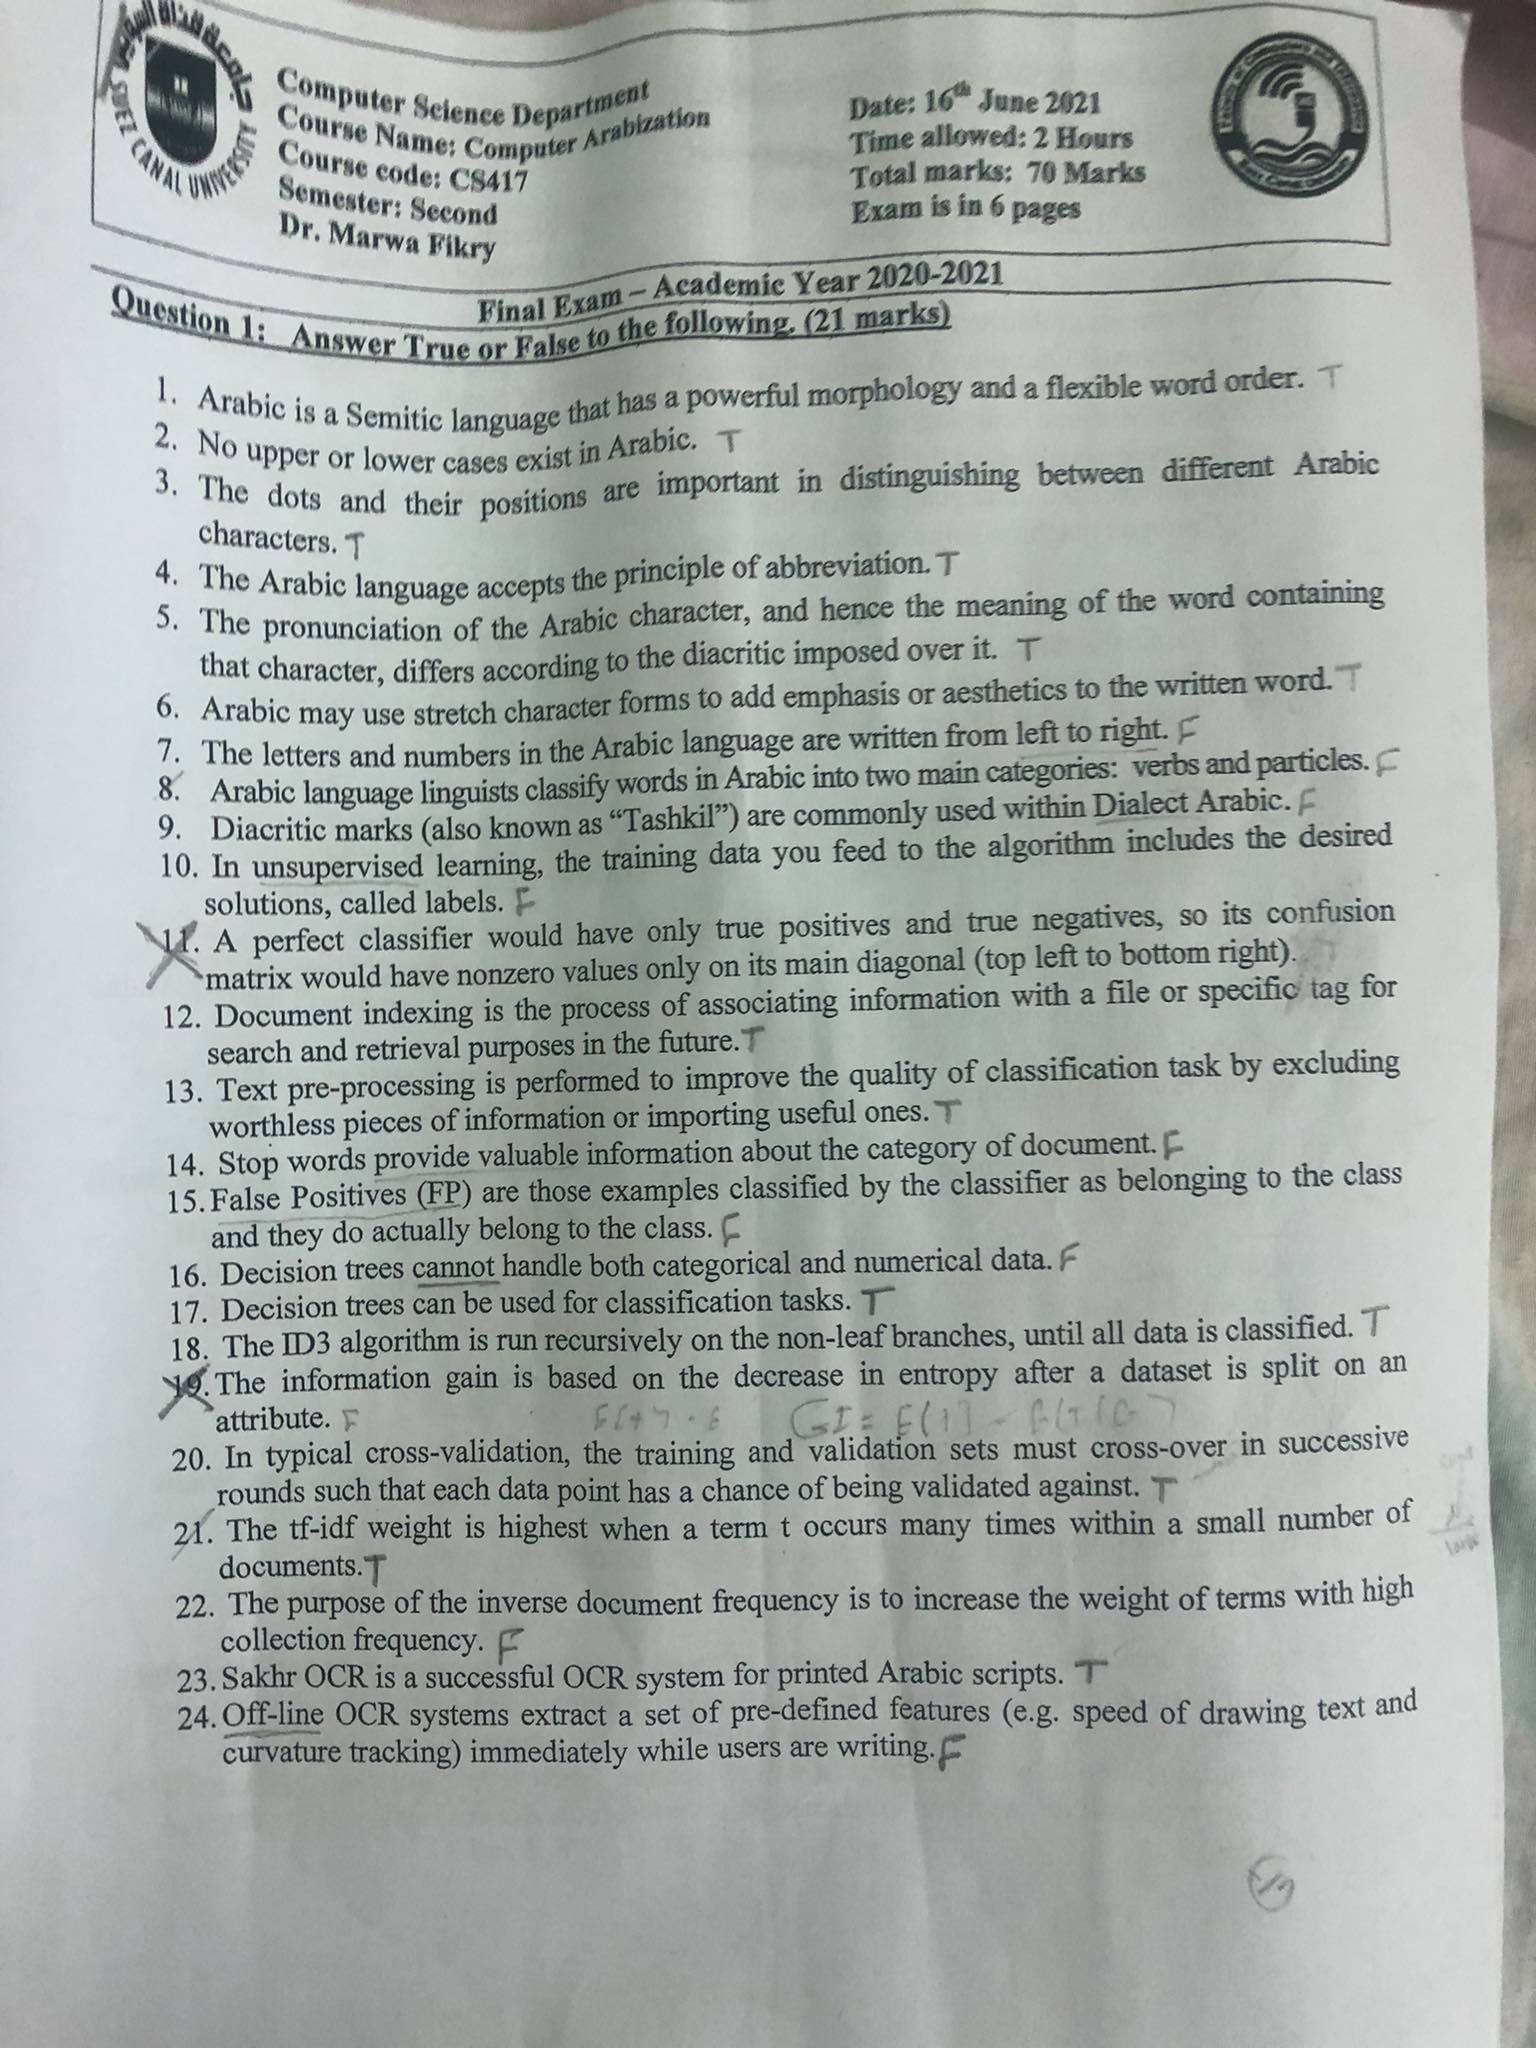 جامعة قناة السويس
SUEZ CANAL UNIVERSITY
Computer Science Department
Course Name: Computer Arabization
Course code: CS417
Semester: Second
Dr. Marwa Fikry
Date: 16th June 2021
Time allowed: 2 Hours
Total marks: 70 Marks
Exam is in 6 pages
Final Exam – Academic Year 2020-2021
Question 1: Answer True or False to the following. (21 marks)
1. Arabic is a Semitic language that has a powerful morphology and a flexible word order. T
2. No upper or lower cases exist in Arabic. T
3. The dots and their positions are important in distinguishing between different Arabic
characters. T
4. The Arabic language accepts the principle of abbreviation. T
5. The pronunciation of the Arabic character, and hence the meaning of the word containing
that character, differs according to the diacritic imposed over it. T
6. Arabic may use stretch character forms to add emphasis or aesthetics to the written word. T
7. The letters and numbers in the Arabic language are written from left to right. F
8. Arabic language linguists classify words in Arabic into two main categories: verbs and particles. F
9. Diacritic marks (also known as “Tashkil”) are commonly used within Dialect Arabic. F
10. In unsupervised learning, the training data you feed to the algorithm includes the desired
solutions, called labels. F
11. A perfect classifier would have only true positives and true negatives, so its confusion
matrix would have nonzero values only on its main diagonal (top left to bottom right).
12. Document indexing is the process of associating information with a file or specific tag for
search and retrieval purposes in the future. T
13. Text pre-processing is performed to improve the quality of classification task by excluding
worthless pieces of information or importing useful ones. T
14. Stop words provide valuable information about the category of document. F
15. False Positives (FP) are those examples classified by the classifier as belonging to the class
and they do actually belong to the class. F
16. Decision trees cannot handle both categorical and numerical data. F
17. Decision trees can be used for classification tasks. T
18. The ID3 algorithm is run recursively on the non-leaf branches, until all data is classified. T
19. The information gain is based on the decrease in entropy after a dataset is split on an
attribute. F
20. In typical cross-validation, the training and validation sets must cross-over in successive
rounds such that each data point has a chance of being validated against. T
21. The tf-idf weight is highest when a term t occurs many times within a small number of
documents. T
22. The purpose of the inverse document frequency is to increase the weight of terms with high
collection frequency. F
23. Sakhr OCR is a successful OCR system for printed Arabic scripts. T
24. Off-line OCR systems extract a set of pre-defined features (e.g. speed of drawing text and
curvature tracking) immediately while users are writing. F